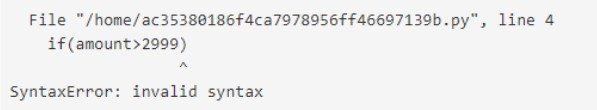 File "/home/ac35380186f4ca7978956ff46697139b.py", line 4
if(amount>2999)
^
SyntaxError: invalid syntax